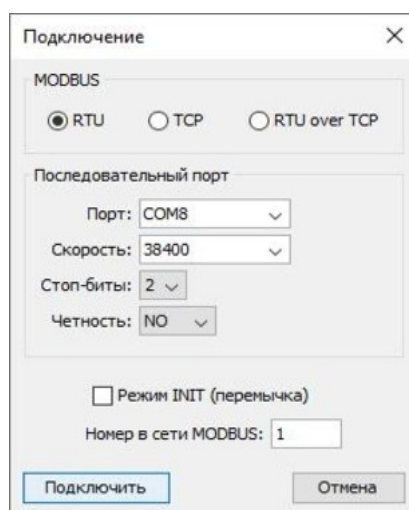 Подключение
MODBUS
RTU TCP RTU over TCP
Последовательный порт
Порт: COM8
Скорость: 38400
Стоп-биты: 2
Четность: NO
Режим INIT (перемычка)
Номер в сети MODBUS: 1
Подключить Отмена